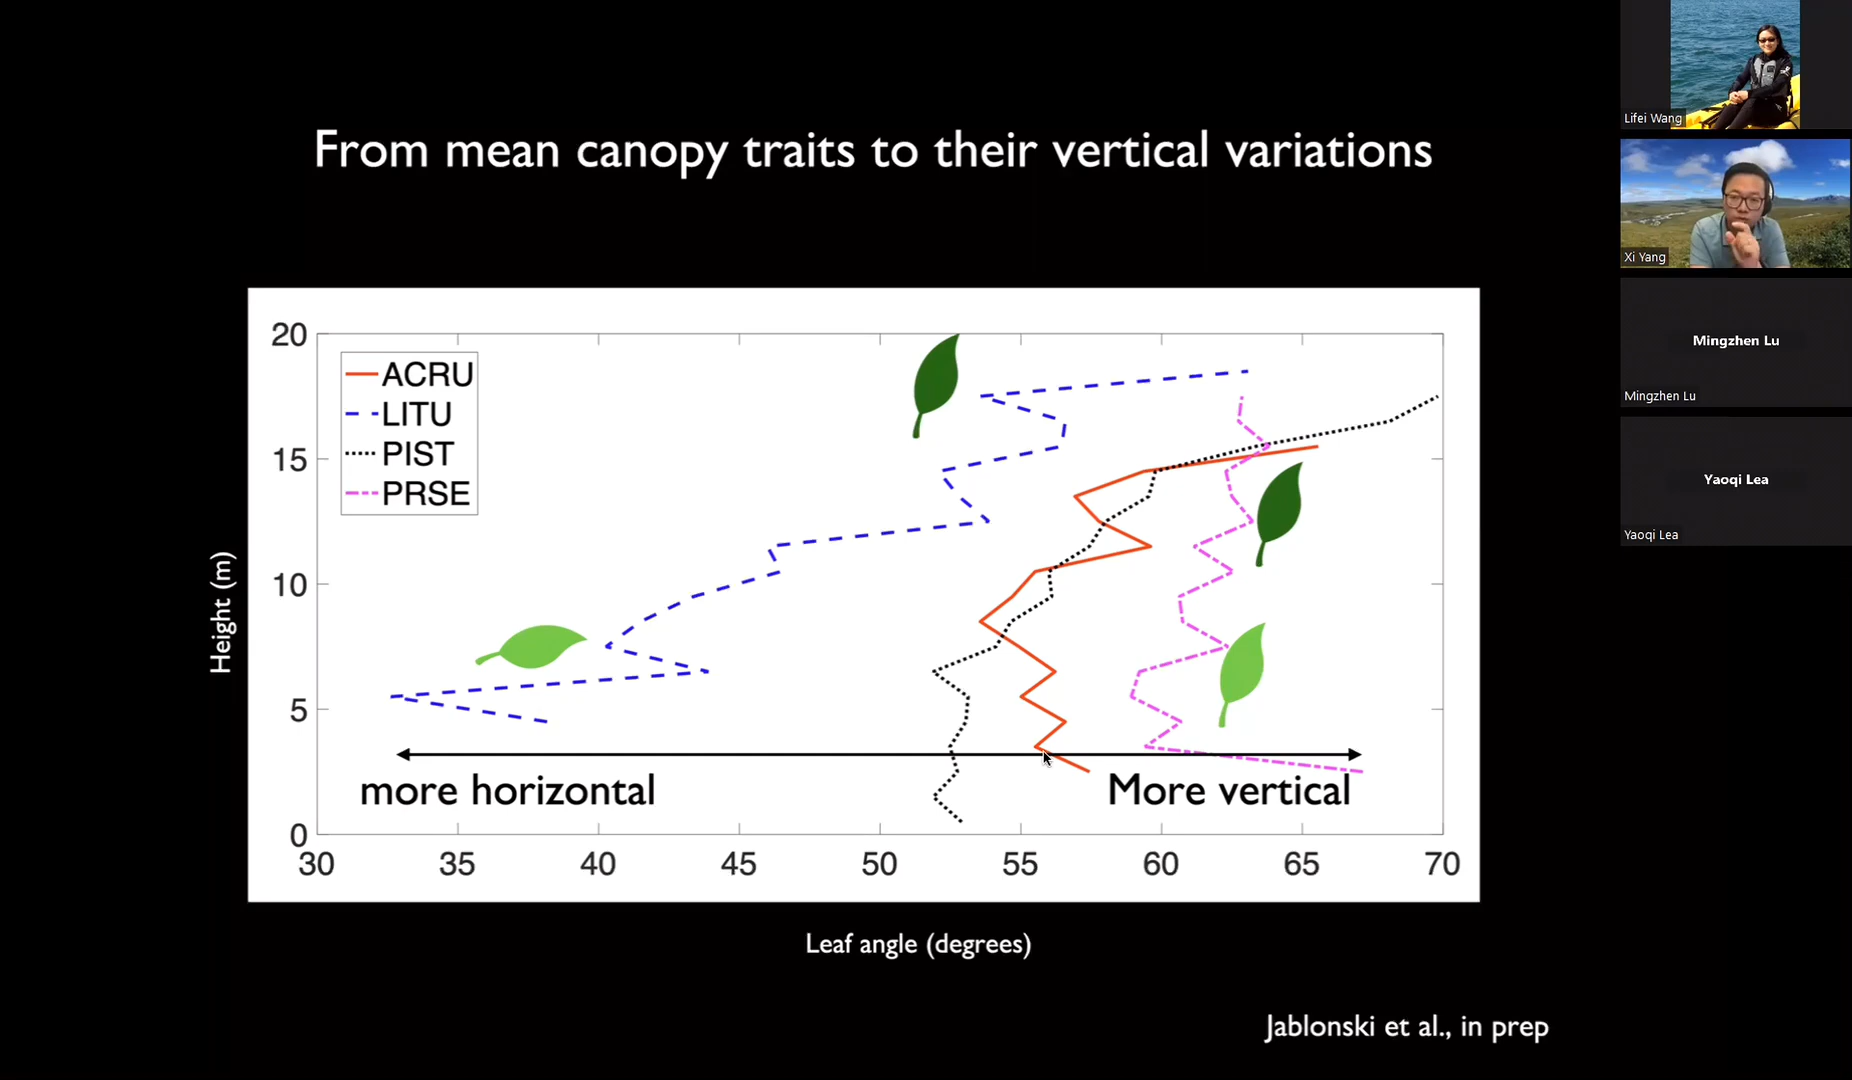 From mean canopy traits to their vertical variations
20
15
10
5
0
Height (m)
ACRU
LITU
PIST
PRSE
more horizontal
More vertical
30 35 40 45 50 55 60 65 70
Leaf angle (degrees)
Jablonski et al., in prep
Lifei Wang
Xi Yang
Mingzhen Lu
Mingzhen Lu
Yaoqi Lea
Yaoqi Lea